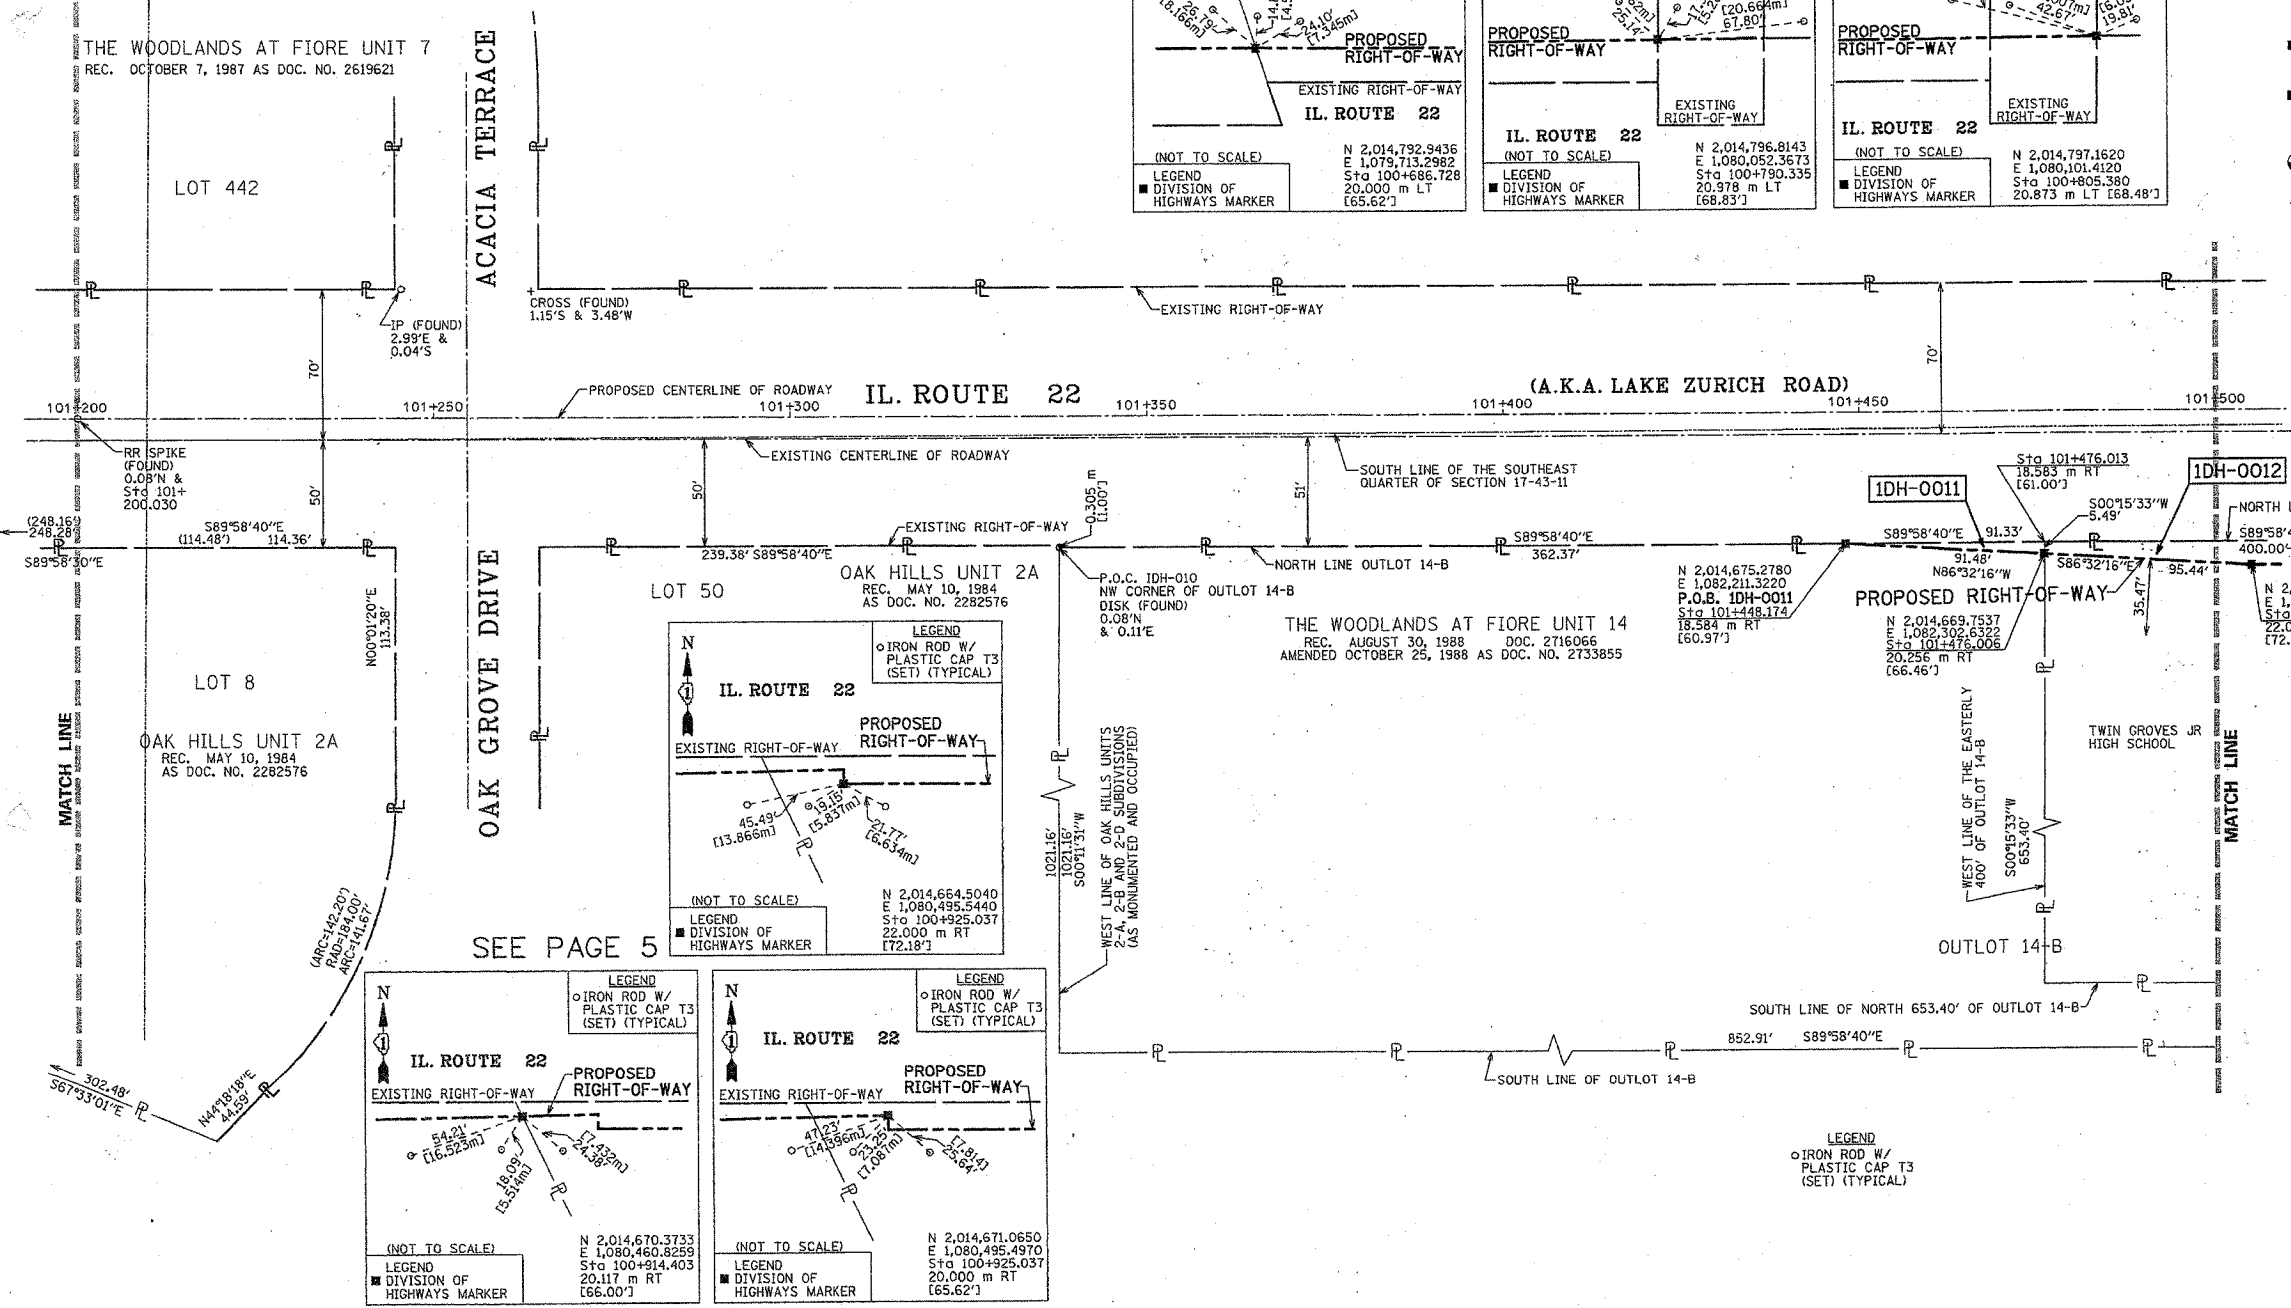 THE WOODLANDS AT FIORE UNIT 7
REC. OCTOBER 7, 1987 AS DOC. NO. 2619621
LOT 442
ACACIA TERRACE
IP (FOUND)
2.99'E &
0.04'S
CROSS (FOUND)
1.15'S & 3.48'W
EXISTING RIGHT-OF-WAY
70'
70'
26.79'
[8.166m]
24.10'
[7.345m]
PROPOSED
RIGHT-OF-WAY
EXISTING RIGHT-OF-WAY
IL. ROUTE 22
(NOT TO SCALE)
LEGEND
DIVISION OF
HIGHWAYS MARKER
N 2,014,792.9436
E 1,079,713.2982
Sta 100+686.728
20.000 m LT
[65.62']
25.14'
[20.664m]
67.80'
PROPOSED
RIGHT-OF-WAY
EXISTING
RIGHT-OF-WAY
IL. ROUTE 22
(NOT TO SCALE)
LEGEND
DIVISION OF
HIGHWAYS MARKER
N 2,014,796.8143
E 1,080,052.3673
Sta 100+790.335
20.978 m LT
[68.83']
42.67'
19.81'
PROPOSED
RIGHT-OF-WAY
EXISTING
RIGHT-OF-WAY
IL. ROUTE 22
(NOT TO SCALE)
LEGEND
DIVISION OF
HIGHWAYS MARKER
N 2,014,797.1620
E 1,080,101.4120
Sta 100+805.380
20.873 m LT [68.48']
PROPOSED CENTERLINE OF ROADWAY
IL. ROUTE 22
(A.K.A. LAKE ZURICH ROAD)
101+200
101+250
101+300
101+350
101+400
101+450
101+500
RR SPIKE
(FOUND)
0.08'N &
Sta 101+
200.030
50'
EXISTING CENTERLINE OF ROADWAY
50'
51'
SOUTH LINE OF THE SOUTHEAST
QUARTER OF SECTION 17-43-11
0.305 m
[1.00']
(248.16')
248.28'
S89°58'30"E
S89°58'40"E
(114.48') 114.36'
EXISTING RIGHT-OF-WAY
239.38' S89°58'40"E
S89°58'40"E
362.37'
NORTH LINE OUTLOT 14-B
P.O.C. 1DH-010
NW CORNER OF OUTLOT 14-B
DISK (FOUND)
0.08'N
& 0.11'E
1DH-0011
1DH-0012
Sta 101+476.013
18.583 m RT
[61.00']
S00°15'33"W
5.49'
S89°58'40"E 91.33'
91.48'
N86°32'16"W
S86°32'16"E
95.44'
35.47'
400.00'
N 2,014,675.2780
E 1,082,211.3220
P.O.B. 1DH-0011
Sta 101+448.174
18.584 m RT
[60.97']
PROPOSED RIGHT-OF-WAY
N 2,014,669.7537
E 1,082,302.6322
Sta 101+476.006
20.256 m RT
[66.46']
THE WOODLANDS AT FIORE UNIT 14
REC. AUGUST 30, 1988 DOC. 2716066
AMENDED OCTOBER 25, 1988 AS DOC. NO. 2733855
LOT 50
OAK HILLS UNIT 2A
REC. MAY 10, 1984
AS DOC. NO. 2282576
N00°01'20"E
113.38'
OAK GROVE DRIVE
LOT 8
OAK HILLS UNIT 2A
REC. MAY 10, 1984
AS DOC. NO. 2282576
MATCH LINE
(ARC=142.20')
RAD=184.00'
ARC=141.67'
N44°18'18"E
44.59'
302.48'
S67°33'01"E
N
1
LEGEND
IRON ROD W/
PLASTIC CAP T3
(SET) (TYPICAL)
IL. ROUTE 22
PROPOSED
RIGHT-OF-WAY
EXISTING RIGHT-OF-WAY
45.49'
[13.866m]
19.15'
[5.837m]
21.77'
[6.634m]
(NOT TO SCALE)
LEGEND
DIVISION OF
HIGHWAYS MARKER
N 2,014,664.5040
E 1,080,495.5440
Sta 100+925.037
22.000 m RT
[72.18']
SEE PAGE 5
1021.16'
1021.16'
S00°11'31"W
WEST LINE OF OAK HILLS UNITS
2-A, 2-B AND 2-D SUBDIVISIONS
(AS MONUMENTED AND OCCUPIED)
WEST LINE OF THE EASTERLY
400' OF OUTLOT 14-B
S00°15'33"W
653.40'
TWIN GROVES JR
HIGH SCHOOL
MATCH LINE
OUTLOT 14-B
SOUTH LINE OF NORTH 653.40' OF OUTLOT 14-B
852.91' S89°58'40"E
SOUTH LINE OF OUTLOT 14-B
N
1
LEGEND
IRON ROD W/
PLASTIC CAP T3
(SET) (TYPICAL)
IL. ROUTE 22
PROPOSED
RIGHT-OF-WAY
EXISTING RIGHT-OF-WAY
54.21'
[16.523m]
18.09'
[5.514m]
[7.432m]
24.38'
(NOT TO SCALE)
LEGEND
DIVISION OF
HIGHWAYS MARKER
N 2,014,670.3733
E 1,080,460.8259
Sta 100+914.403
20.117 m RT
[66.00']
N
1
LEGEND
IRON ROD W/
PLASTIC CAP T3
(SET) (TYPICAL)
IL. ROUTE 22
PROPOSED
RIGHT-OF-WAY
EXISTING RIGHT-OF-WAY
47.23'
[14.396m]
23.25'
[7.087m]
[7.814]
25.64'
(NOT TO SCALE)
LEGEND
DIVISION OF
HIGHWAYS MARKER
N 2,014,671.0650
E 1,080,495.4970
Sta 100+925.037
20.000 m RT
[65.62']
LEGEND
IRON ROD W/
PLASTIC CAP T3
(SET) (TYPICAL)